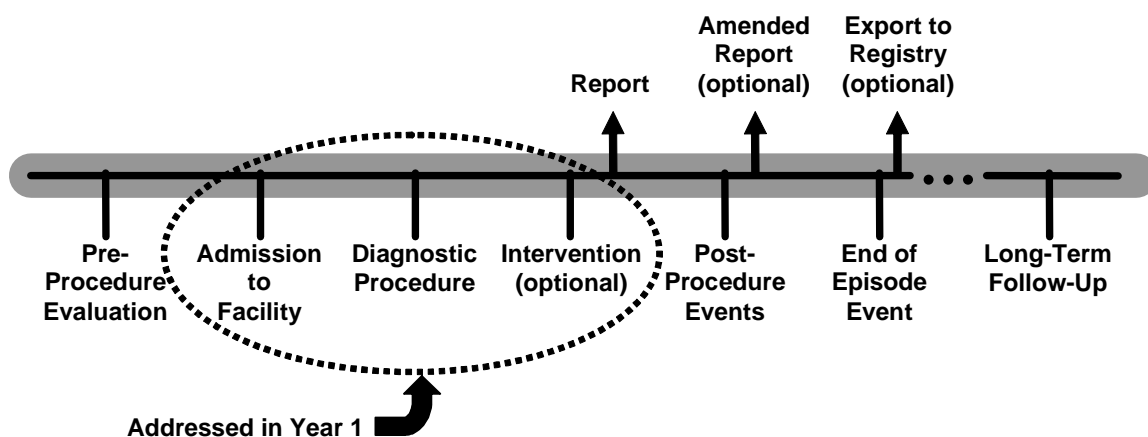 Amended
Report
(optional)
Export to
Registry
(optional)
Report
Pre-
Procedure
Evaluation
Admission
to
Facility
Diagnostic
Procedure
Intervention
(optional)
Post-
Procedure
Events
End of
Episode
Event
Long-Term
Follow-Up
Addressed in Year 1